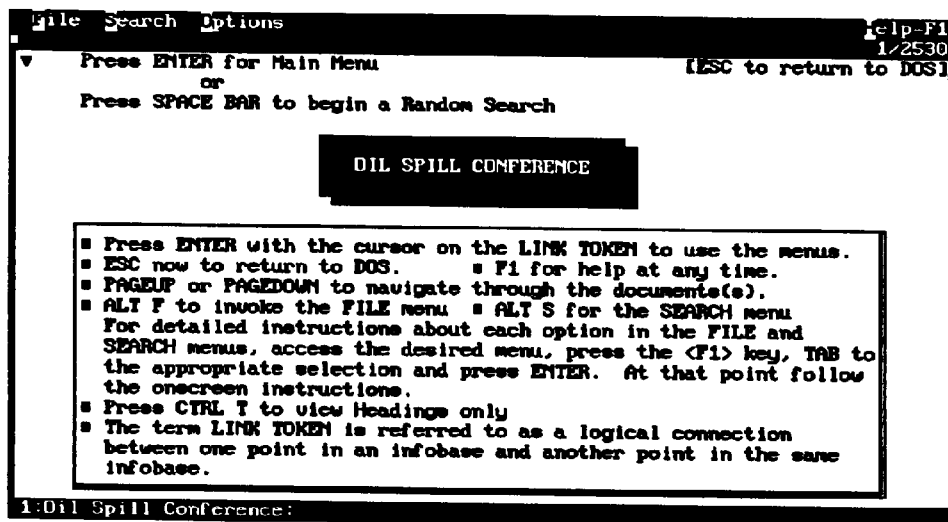 File Search Options
Help-F1
1/2530
▼ Press ENTER for Main Menu [ESC to return to DOS]
or
Press SPACE BAR to begin a Random Search
OIL SPILL CONFERENCE
■ Press ENTER with the cursor on the LINK TOKEN to use the menus.
■ ESC now to return to DOS. ■ F1 for help at any time.
■ PAGEUP or PAGEDOWN to navigate through the documents(s).
■ ALT F to invoke the FILE menu ■ ALT S for the SEARCH menu
For detailed instructions about each option in the FILE and
SEARCH menus, access the desired menu, press the <F1> key, TAB to
the appropriate selection and press ENTER. At that point follow
the onscreen instructions.
■ Press CTRL T to view Headings only
■ The term LINK TOKEN is referred to as a logical connection
between one point in an infobase and another point in the same
infobase.
1:Oil Spill Conference: